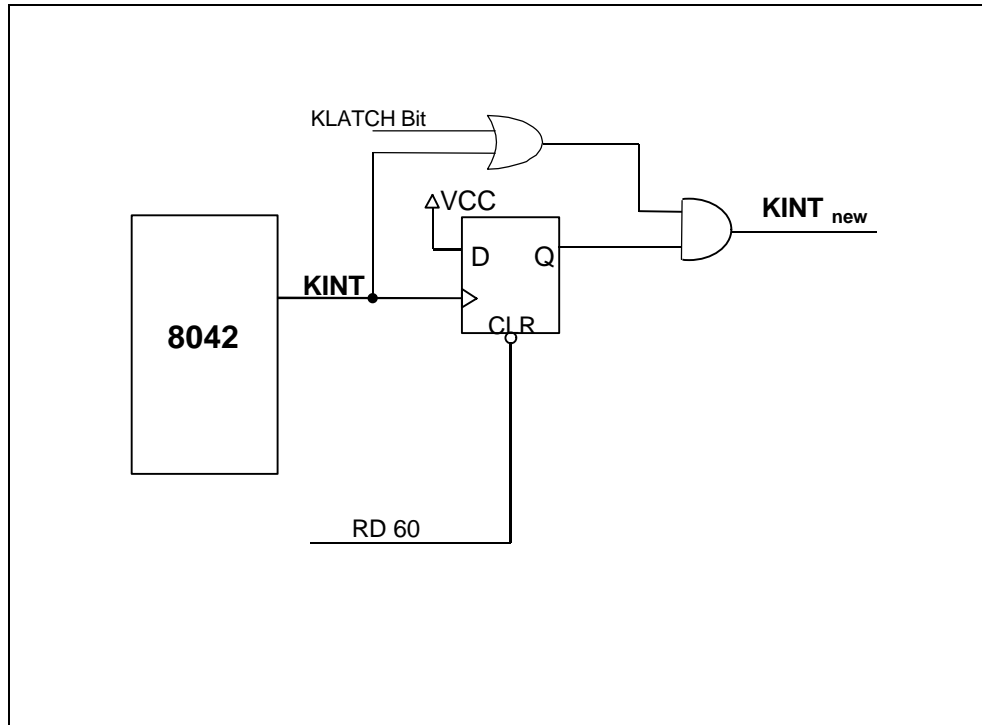 KLATCH Bit
VCC
KINT new
D Q
KINT
CLR
8042
RD 60